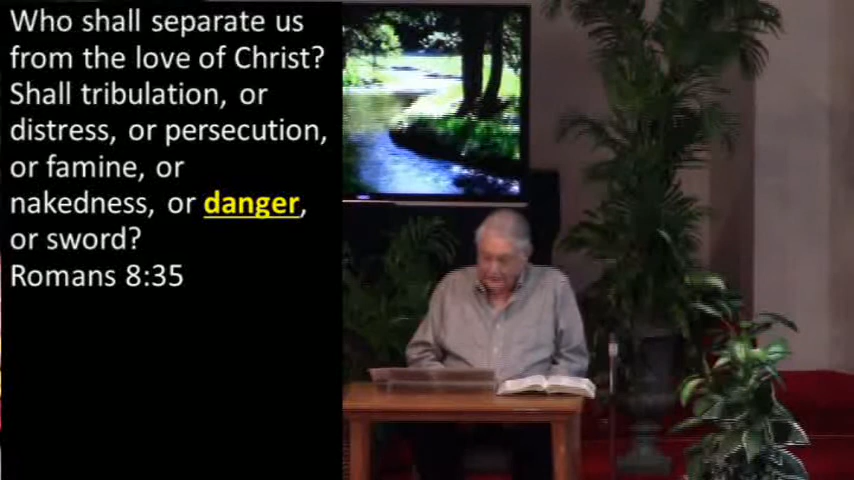 Who shall separate us
from the love of Christ?
Shall tribulation, or
distress, or persecution,
or famine, or
nakedness, or danger,
or sword?
Romans 8:35